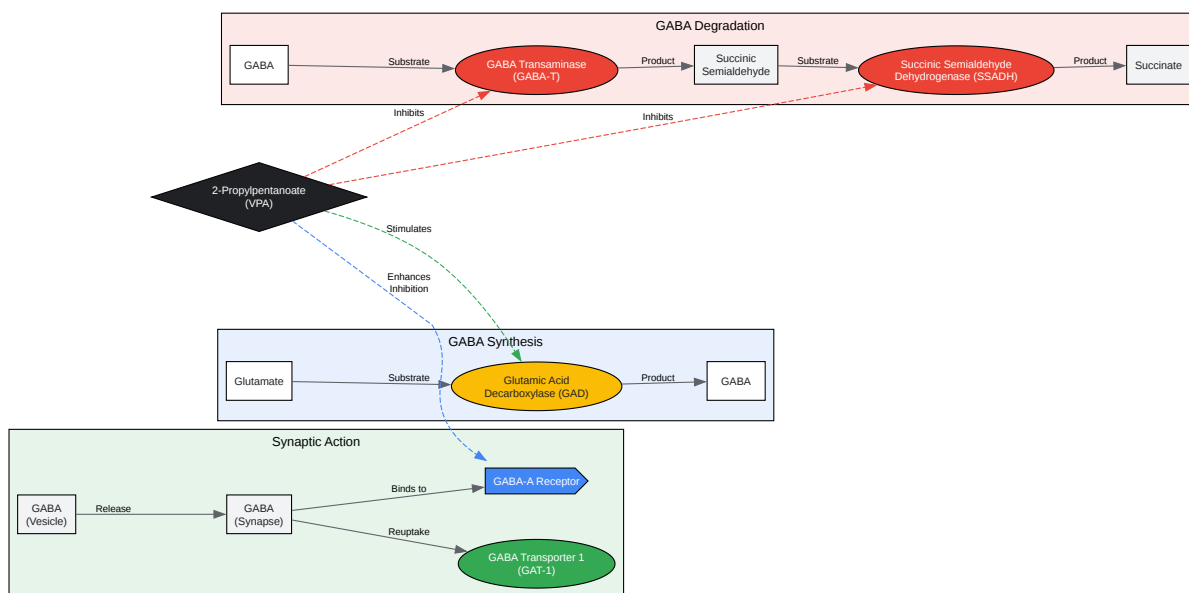 GABA Degradation
GABA
Substrate
GABA Transaminase
(GABA-T)
Product
Succinic
Semialdehyde
Substrate
Succinic Semialdehyde
Dehydrogenase (SSADH)
Product
Succinate
Inhibits
Inhibits
2-Propylpentanoate
(VPA)
Stimulates
Enhances
Inhibition
GABA Synthesis
Glutamate
Substrate
Glutamic Acid
Decarboxylase (GAD)
Product
GABA
Synaptic Action
GABA
(Vesicle)
Release
GABA
(Synapse)
Binds to
GABA-A Receptor
Reuptake
GABA Transporter 1
(GAT-1)